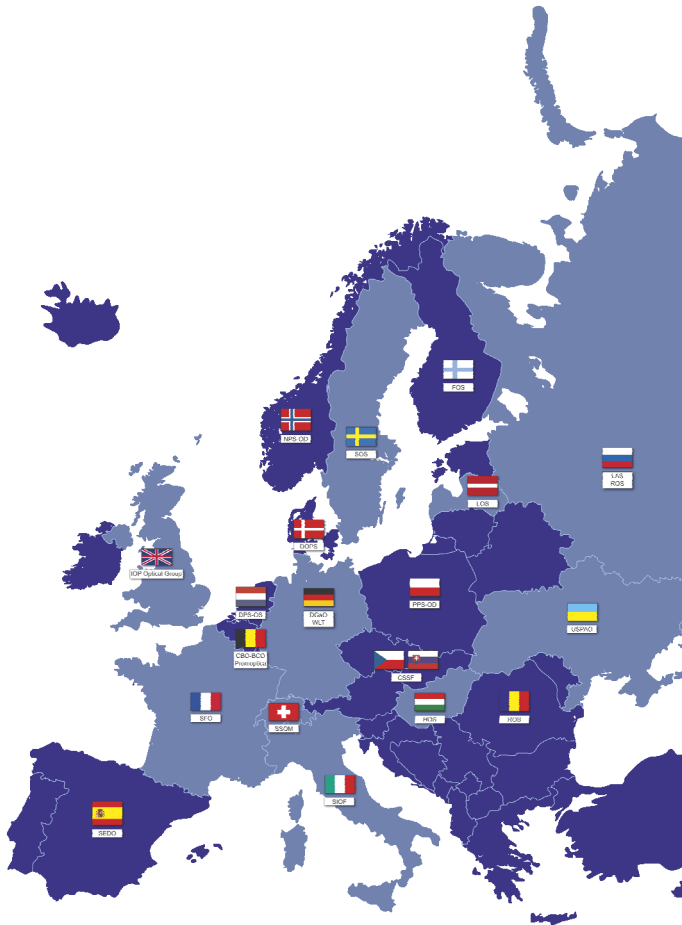 FOS
NPS-OD
SOS
LAS
ROS
LOS
DOPS
IOP Optical Group
DPS-OS
DGaO
WLT
PPS-OD
USPAO
CBO-BCO
Promoptica
CSSF
SFO
SSOM
HOS
ROS
SIOF
SEDO